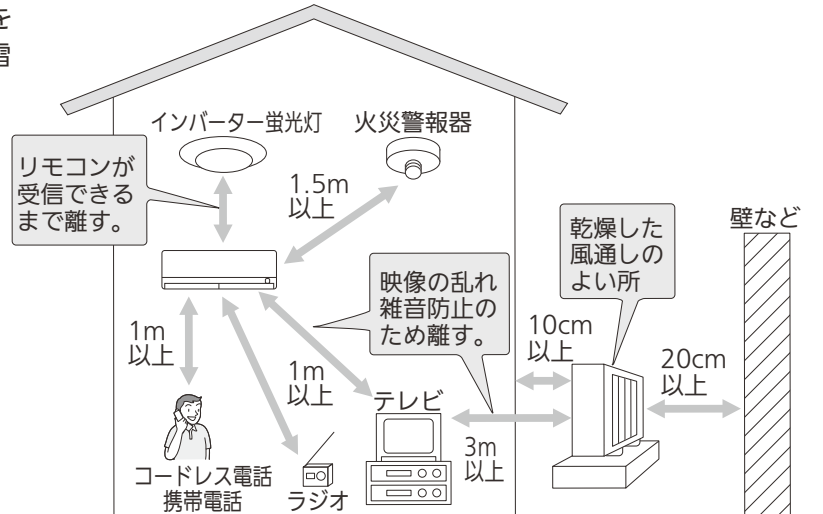 を
雷
インバーター蛍光灯
火災警報器
リモコンが
受信できる
まで離す。
1.5m
以上
乾燥した
風通しの
よい所
壁など
映像の乱れ
雑音防止の
ため離す。
1m
以上
1m
以上
10cm
以上
20cm
以上
テレビ
3m
以上
コードレス電話
携帯電話
ラジオ